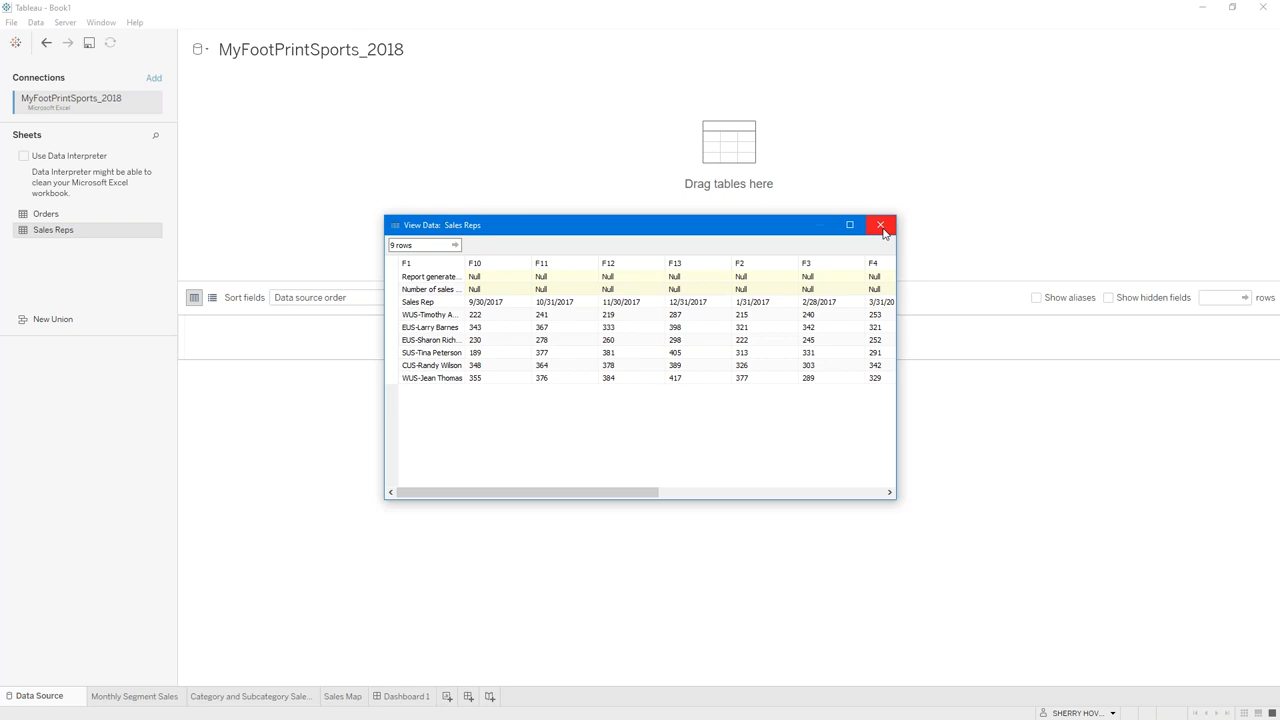 Tableau - Book1
File Data Server Window Help
MyFootPrintSports_2018
Connections Add
MyFootPrintSports_2018
Microsoft Excel
Sheets
Use Data Interpreter
Data Interpreter might be able to
clean your Microsoft Excel
workbook.
Orders
Sales Reps
New Union
Drag tables here
Sort fields Data source order
Show aliases Show hidden fields rows
View Data: Sales Reps
9 rows
F1 F10 F11 F12 F13 F2 F3 F4
Report generate... Null Null Null Null Null Null Null
Number of sales ... Null Null Null Null Null Null Null
Sales Rep 9/30/2017 10/31/2017 11/30/2017 12/31/2017 1/31/2017 2/28/2017 3/31/20
WUS-Timothy A... 222 241 219 287 215 240 253
EUS-Larry Barnes 343 367 333 398 321 342 321
EUS-Sharon Rich... 230 278 260 298 222 245 252
SUS-Tina Peterson 189 377 381 405 313 331 291
CUS-Randy Wilson 348 364 378 389 326 303 342
WUS-Jean Thomas 355 376 384 417 377 289 329
Data Source Monthly Segment Sales Category and Subcategory Sale... Sales Map Dashboard 1
SHERRY HOV...